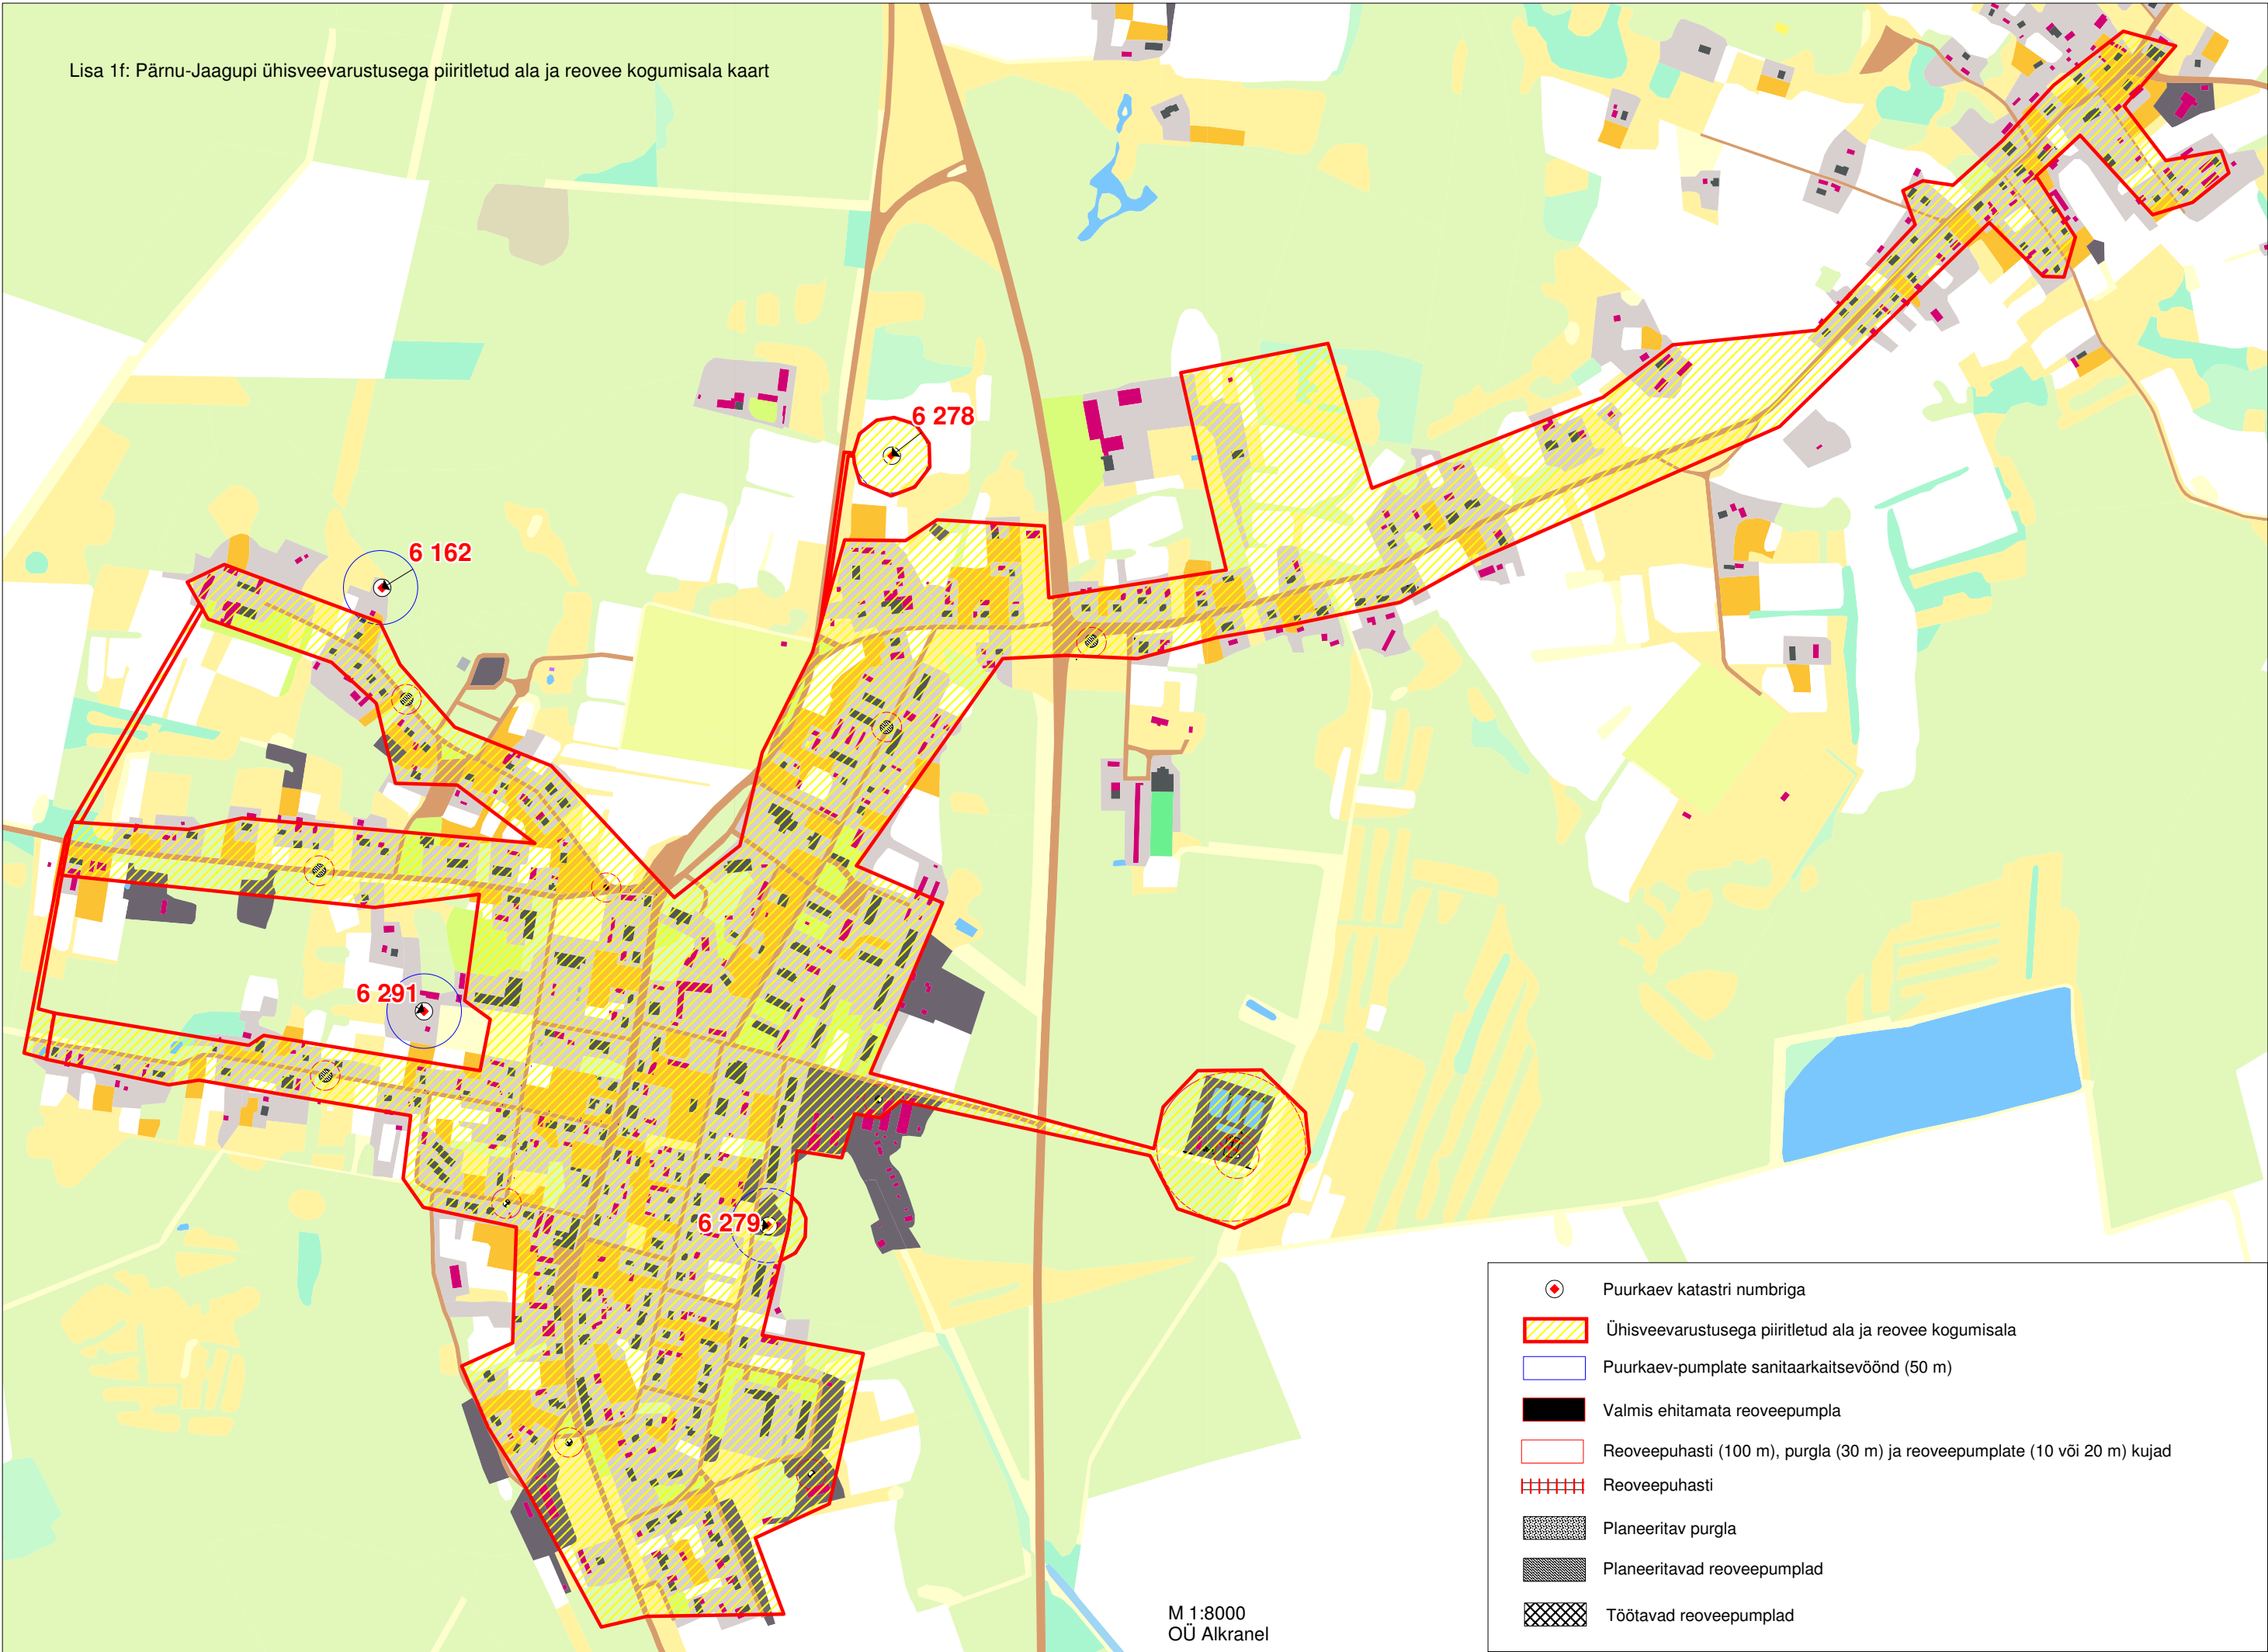 Lisa 1f: Pärnu-Jaagupi ühisveevarustusega piiritletud ala ja reovee kogumisala kaart
6 278
6 162
6 291
6 279
Puurkaev katastri numbriga
Ühisveevarustusega piiritletud ala ja reovee kogumisala
Puurkaev-pumplate sanitaarkaitsevöönd (50 m)
Valmis ehitamata reoveepumpla
Reoveepuhasti (100 m), purgla (30 m) ja reoveepumplate (10 või 20 m) kujad
Reoveepuhasti
Planeeritav purgla
Planeeritavad reoveepumplad
Töötavad reoveepumplad
M 1:8000
OÜ Alkranel